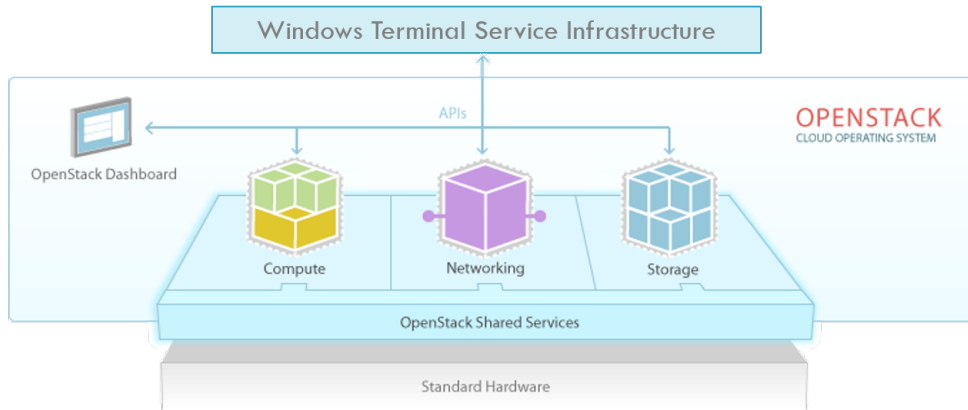 Windows Terminal Service Infrastructure
APIs
OPENSTACK
CLOUD OPERATING SYSTEM
OpenStack Dashboard
Compute
Networking
Storage
OpenStack Shared Services
Standard Hardware